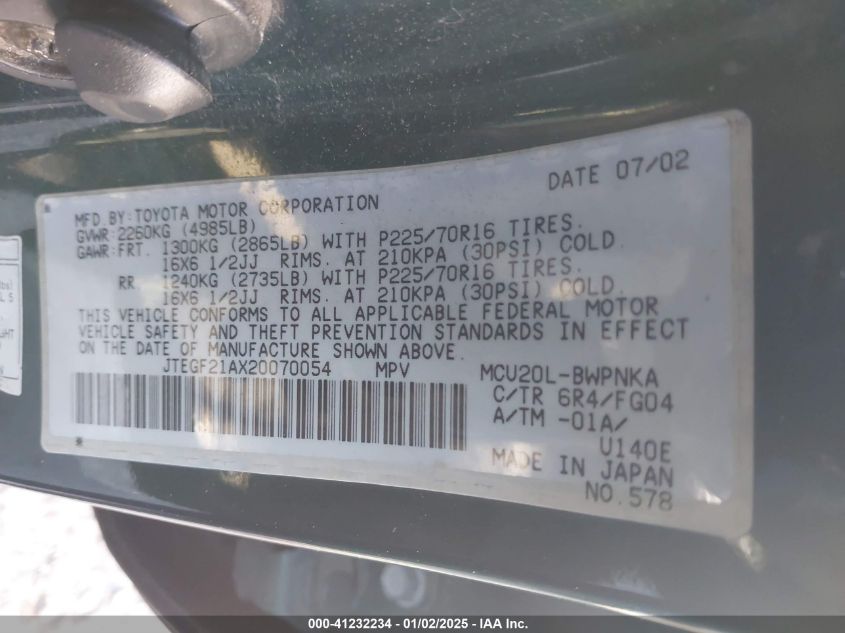 DATE 07/02
MFD. BY: TOYOTA MOTOR CORPORATION
GVWR: 2260KG (4985LB)
GAWR: FRT. 1300KG (2865LB) WITH P225/70R16 TIRES.
16X6 1/2JJ RIMS. AT 210KPA (30PSI) COLD.
RR 1240KG (2735LB) WITH P225/70R16 TIRES.
16X6 1/2JJ RIMS. AT 210KPA (30PSI) COLD.
THIS VEHICLE CONFORMS TO ALL APPLICABLE FEDERAL MOTOR
VEHICLE SAFETY AND THEFT PREVENTION STANDARDS IN EFFECT
ON THE DATE OF MANUFACTURE SHOWN ABOVE.
JTEGF21AX20070054 MPV MCU20L-BWPNKA
C/TR 6R4/FG04
A/TM -01A/
U140E
MADE IN JAPAN
NO. 578
lbs)
L 5
GHT
000-41232234 - 01/02/2025 - IAA Inc.